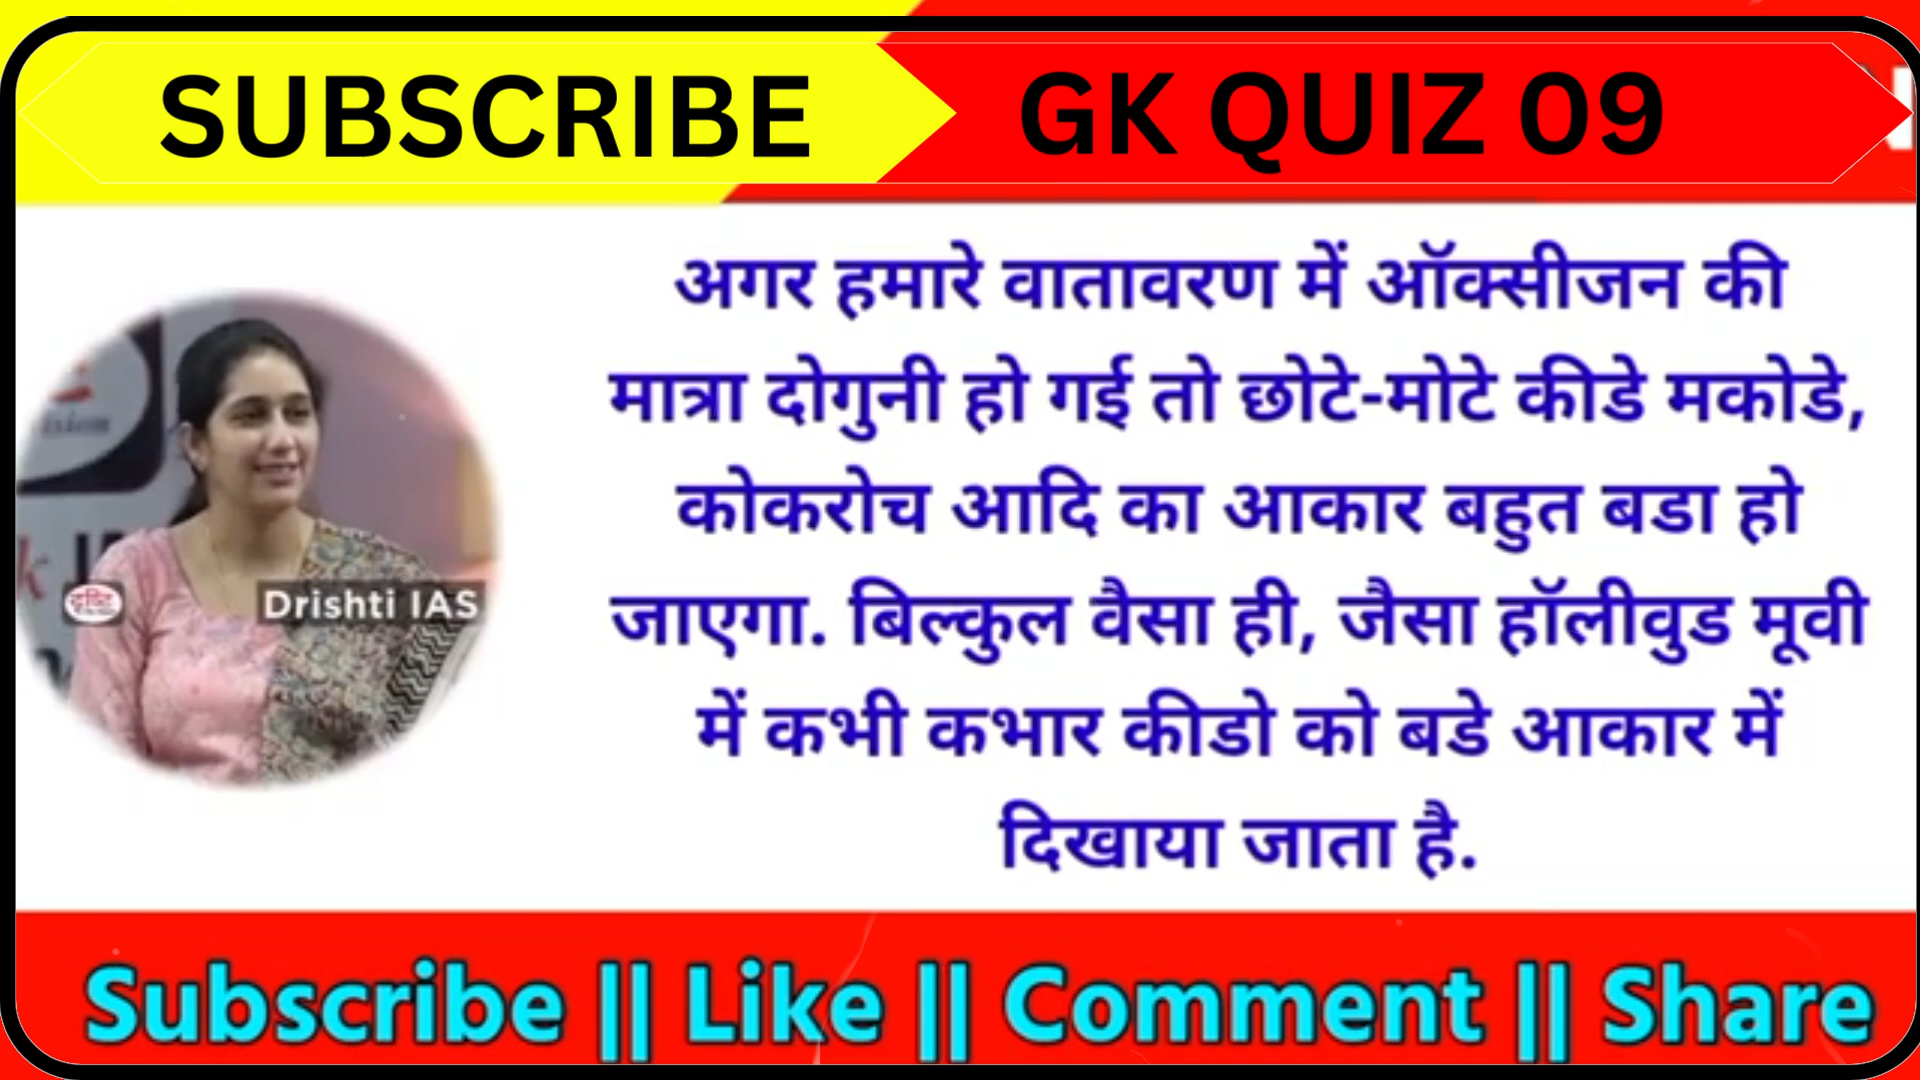 SUBSCRIBE
GK QUIZ 09
अगर हमारे वातावरण में ऑक्सीजन की
मात्रा दोगुनी हो गई तो छोटे-मोटे कीडे मकोडे,
कोकरोच आदि का आकार बहुत बडा हो
जाएगा. बिल्कुल वैसा ही, जैसा हॉलीवुड मूवी
में कभी कभार कीडो को बडे आकार में
दिखाया जाता है.
दृष्टि
Drishti IAS
Subscribe || Like || Comment || Share